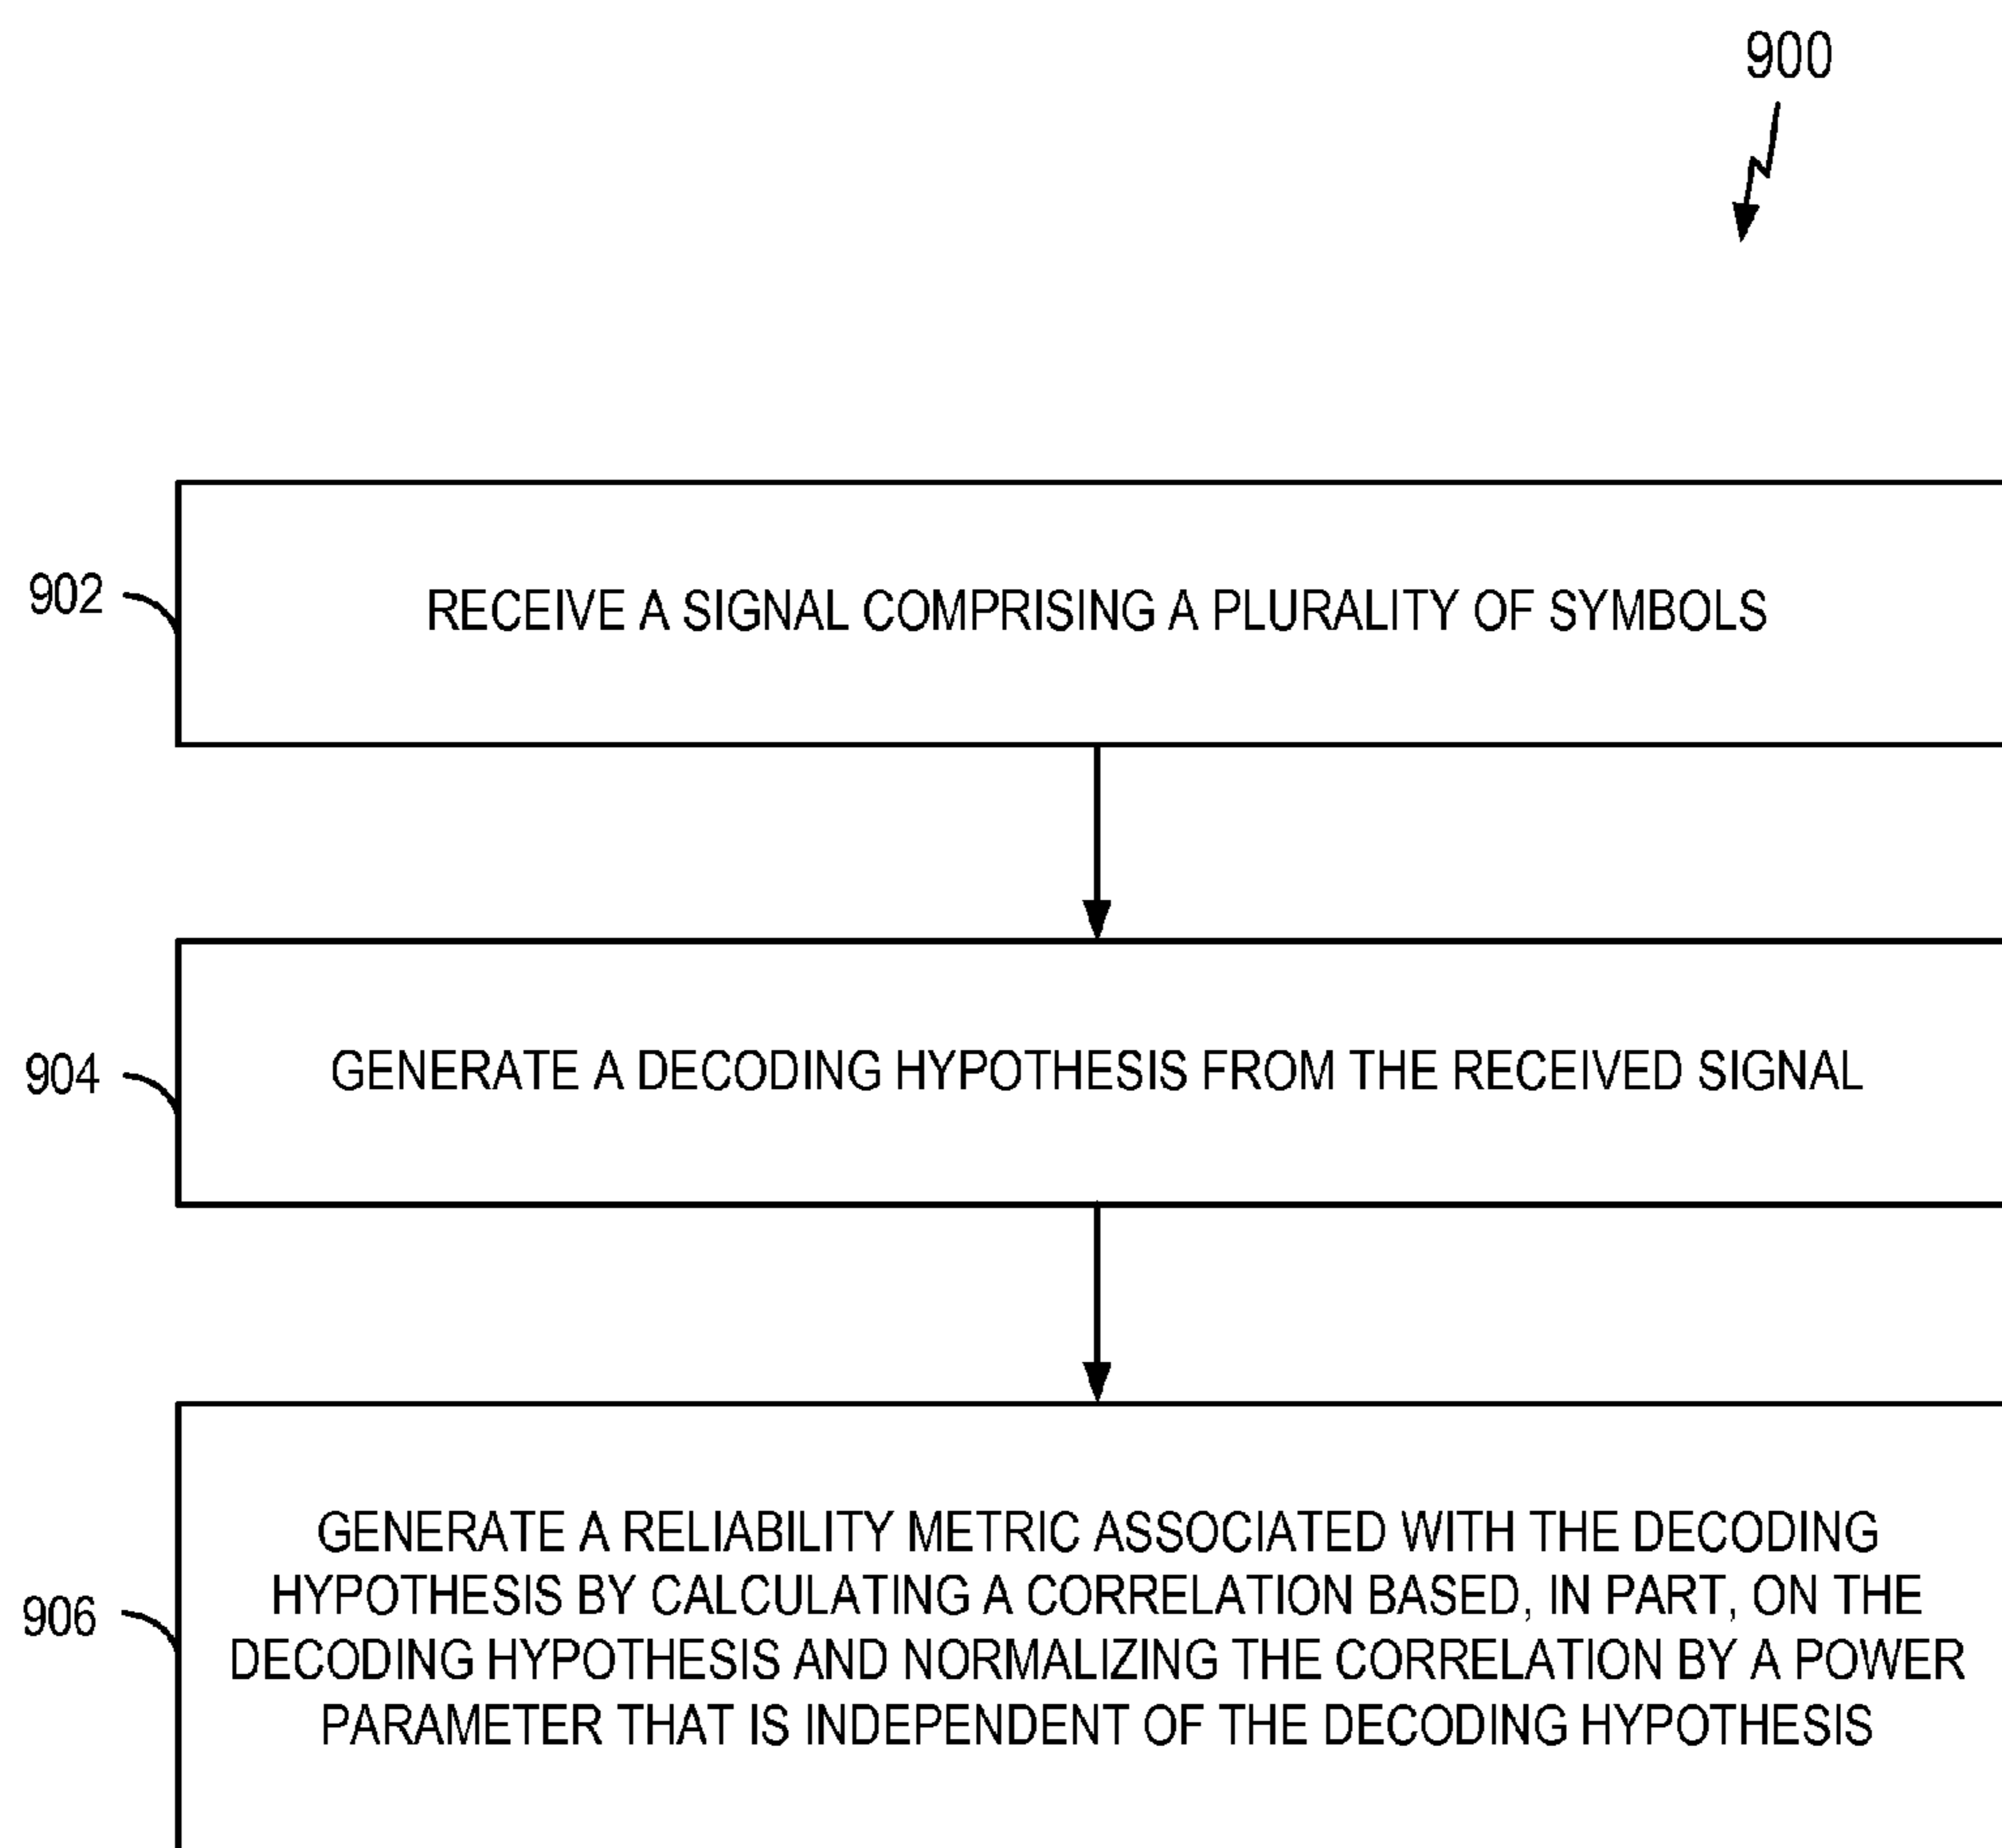 900
902
RECEIVE A SIGNAL COMPRISING A PLURALITY OF SYMBOLS
904
GENERATE A DECODING HYPOTHESIS FROM THE RECEIVED SIGNAL
906
GENERATE A RELIABILITY METRIC ASSOCIATED WITH THE DECODING
HYPOTHESIS BY CALCULATING A CORRELATION BASED, IN PART, ON THE
DECODING HYPOTHESIS AND NORMALIZING THE CORRELATION BY A POWER
PARAMETER THAT IS INDEPENDENT OF THE DECODING HYPOTHESIS